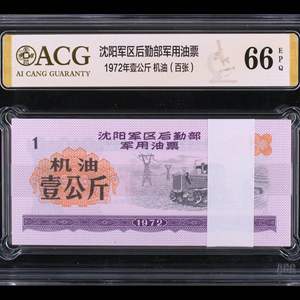 ACG
AI CANG GUARANTY
沈阳军区后勤部军用油票
1972年壹公斤 机油（百张）
66
EPQ
1
沈阳军区后勤部
军用油票
机油
壹公斤
1972